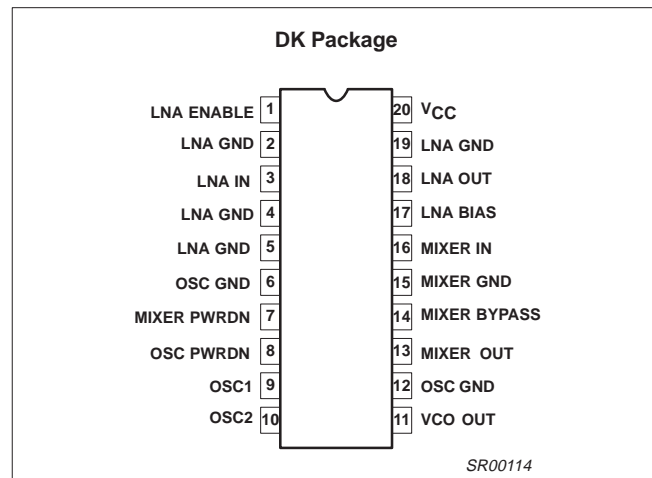 DK Package
LNA ENABLE 1 20 VCC
LNA GND 2 19 LNA GND
LNA IN 3 18 LNA OUT
LNA GND 4 17 LNA BIAS
LNA GND 5 16 MIXER IN
OSC GND 6 15 MIXER GND
MIXER PWRDN 7 14 MIXER BYPASS
OSC PWRDN 8 13 MIXER OUT
OSC1 9 12 OSC GND
OSC2 10 11 VCO OUT
SR00114